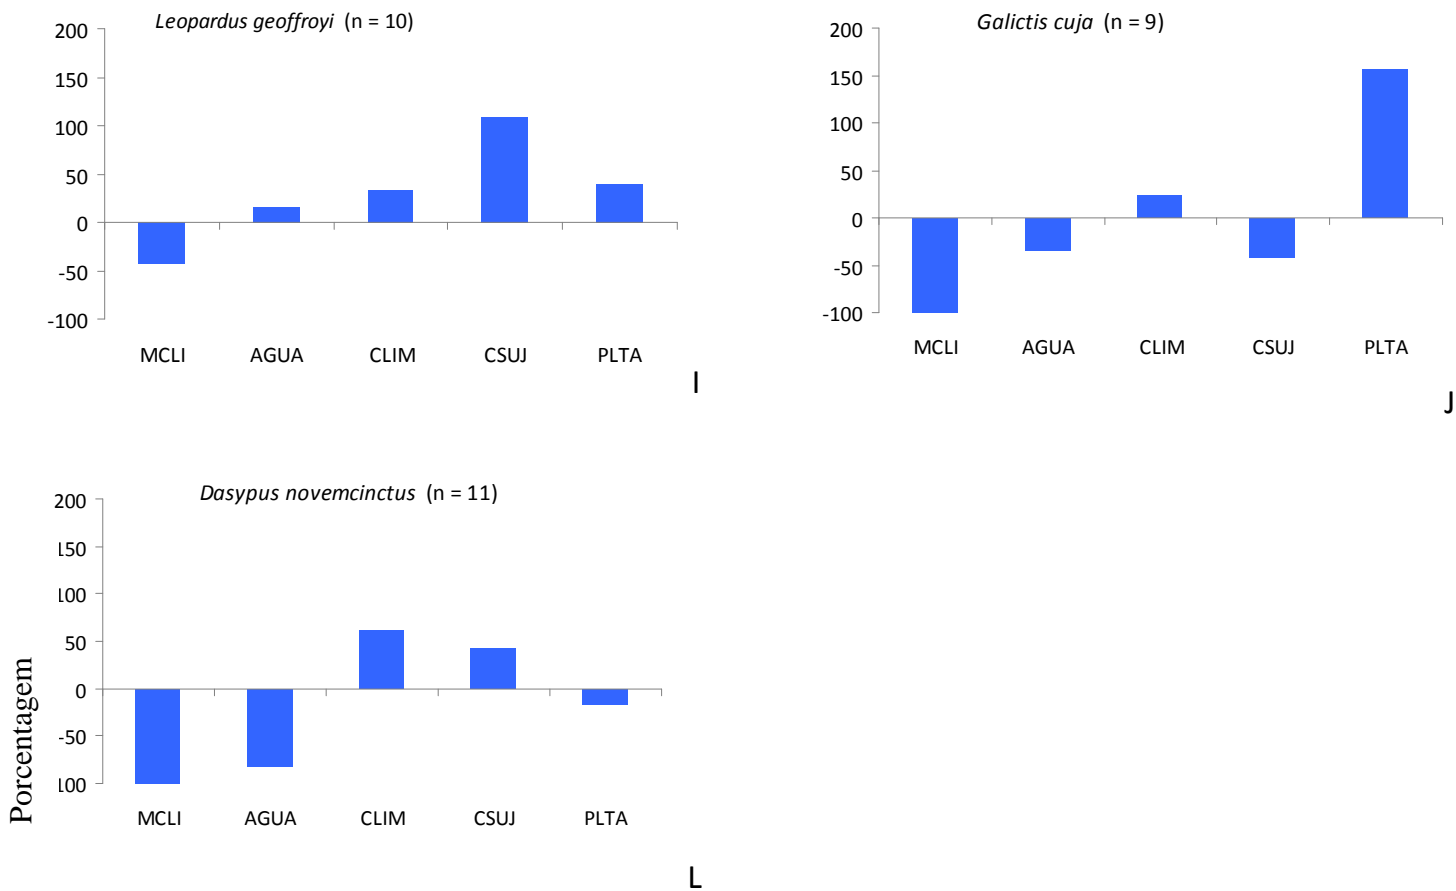 Leopardus geoffroyi (n = 10)
200
150
100
50
0
-50
-100
MCLI AGUA CLIM CSUJ PLTA
I
Galictis cuja (n = 9)
200
150
100
50
0
-50
-100
MCLI AGUA CLIM CSUJ PLTA
J
Dasypus novemcinctus (n = 11)
200
150
100
50
0
-50
100
Porcentagem
MCLI AGUA CLIM CSUJ PLTA
L